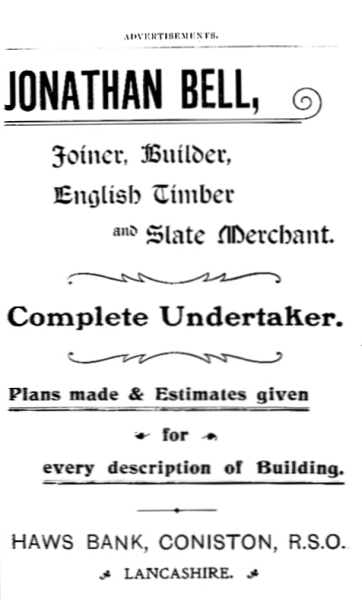 ADVERTISEMENTS.
JONATHAN BELL,
Joiner, Builder,
English Timber
and Slate Merchant.
Complete Undertaker.
Plans made & Estimates given
for
every description of Building.
HAWS BANK, CONISTON, R.S.O.
LANCASHIRE.